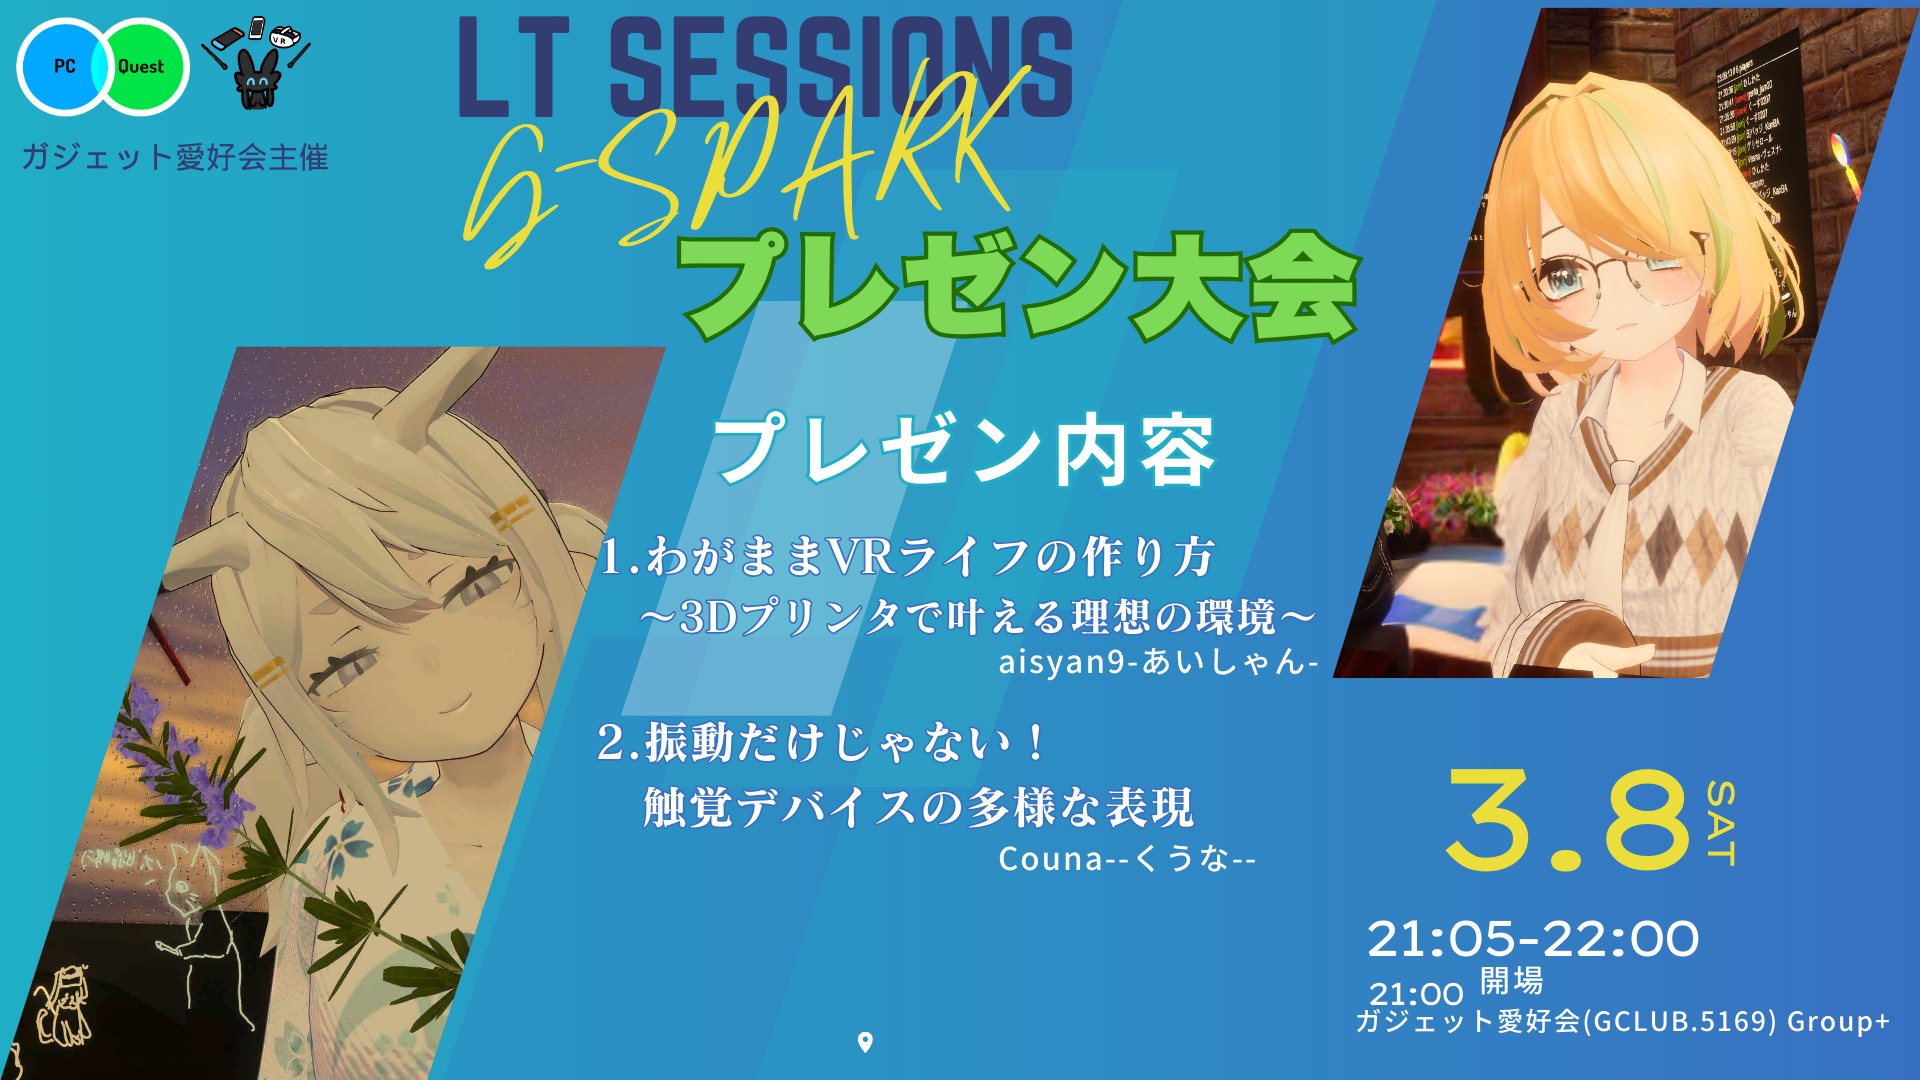 PC
Quest
VR
ガジェット愛好会主催
LT SESSIONS
G-SPARK
プレゼン大会
プレゼン内容
1.わがままVRライフの作り方
～3Dプリンタで叶える理想の環境～
aisyan9-あいしゃん-
2.振動だけじゃない！
触覚デバイスの多様な表現
Couna--くうな--
3.8
SAT
21:05-22:00
21:00 開場
ガジェット愛好会(GCLUB.5169) Group+